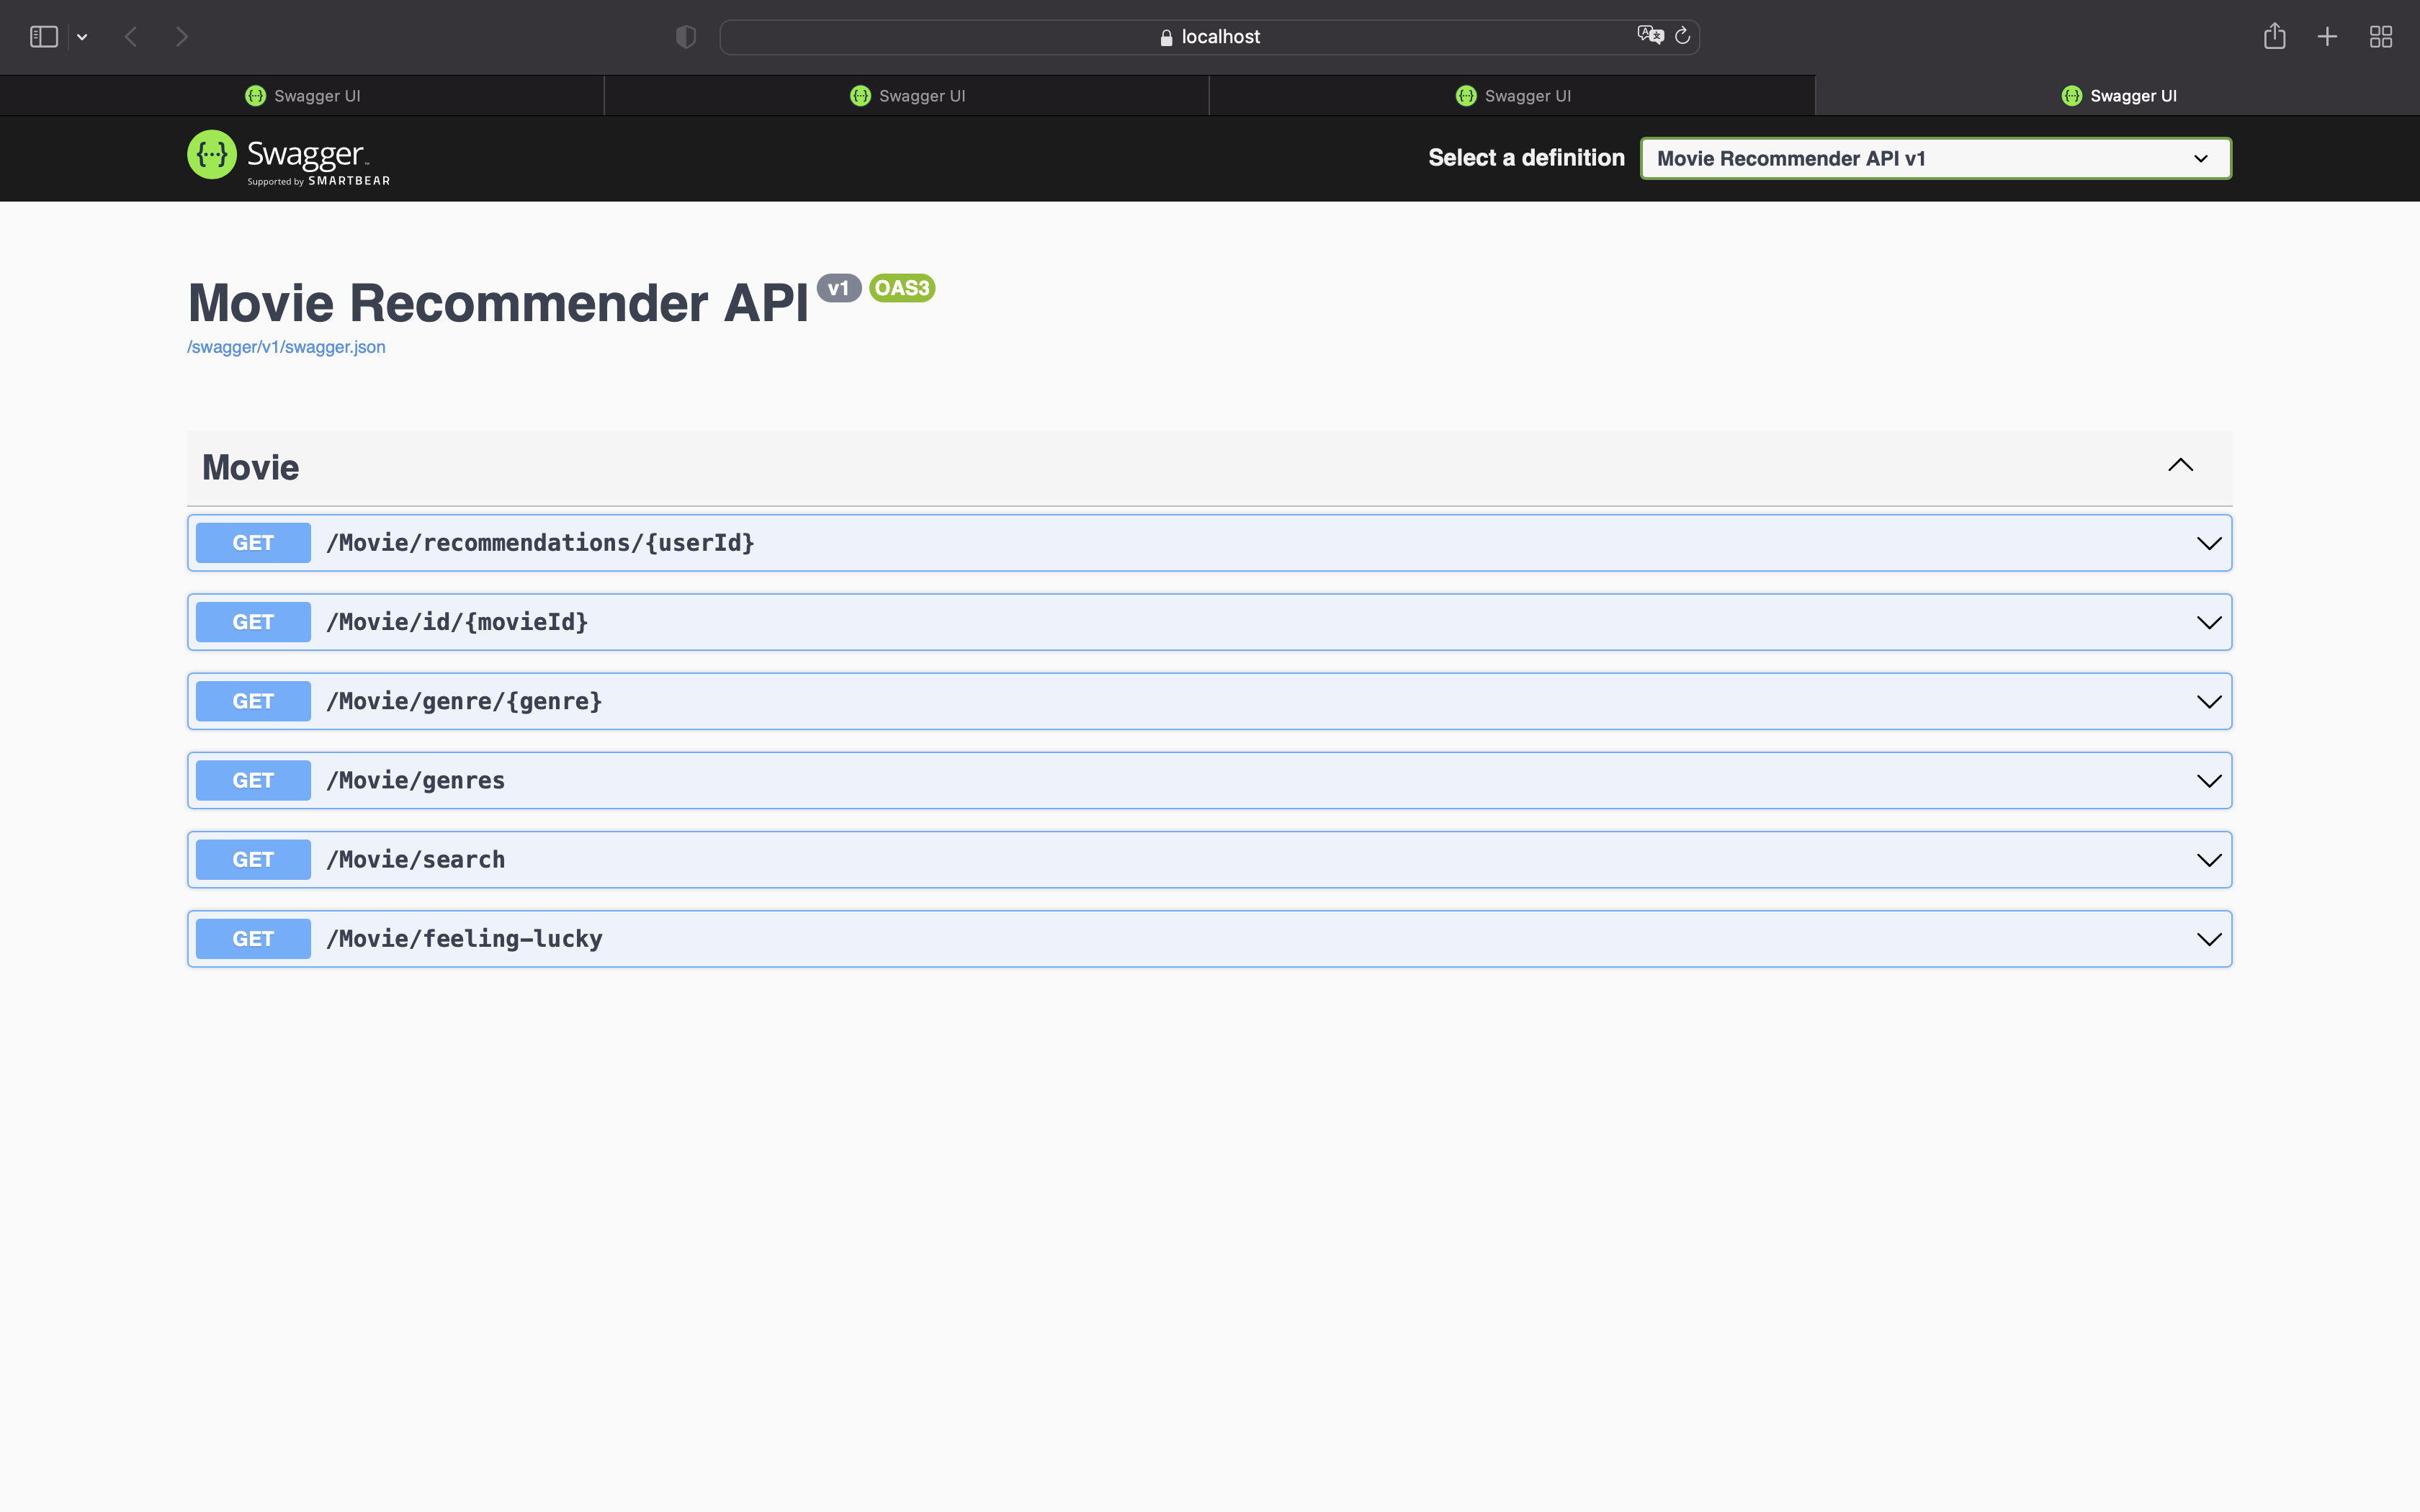 localhost
Swagger UI
Swagger UI
Swagger UI
Swagger UI
{···} Swagger™
Supported by SMARTBEAR
Select a definition
Movie Recommender API v1
Movie Recommender API v1 OAS3
/swagger/v1/swagger.json
Movie
GET /Movie/recommendations/{userId}
GET /Movie/id/{movieId}
GET /Movie/genre/{genre}
GET /Movie/genres
GET /Movie/search
GET /Movie/feeling-lucky